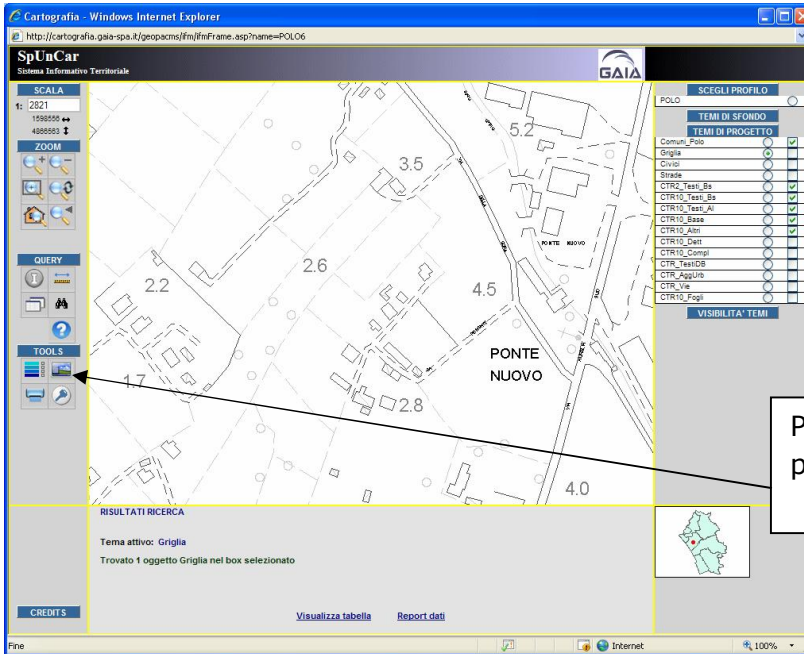 Cartografia - Windows Internet Explorer
http://cartografia.gaia-spa.it/geopacms/ifm/ifmFrame.asp?name=POLO6
SpUnCar
Sistema Informativo Territoriale
GAIA
SCALA
1: 2821
1598556
4866563
ZOOM
QUERY
TOOLS
CREDITS
5.2
3.5
PONTE NUOVO
2.6
2.2
4.5
PONTE
NUOVO
1.7
2.8
4.0
SCEGLI PROFILO
POLO
TEMI DI SFONDO
TEMI DI PROGETTO
Comuni_Polo
Griglia
Civici
Strade
CTR2_Testi_Bs
CTR10_Testi_Bs
CTR10_Testi_Al
CTR10_Base
CTR10_Altri
CTR10_Dett
CTR10_Compl
CTR_TestiDB
CTR_AggUrb
CTR_Vie
CTR10_Fogli
VISIBILITA' TEMI
P
p
RISULTATI RICERCA
Tema attivo: Griglia
Trovato 1 oggetto Griglia nel box selezionato
Visualizza tabella Report dati
Fine
Internet
100%